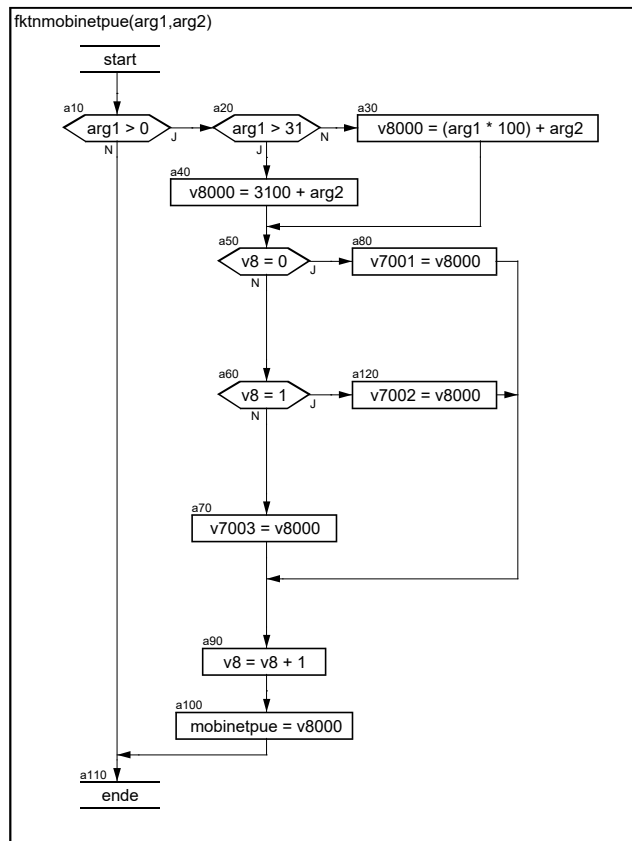 fktnmobinetpue(arg1,arg2)
start
a10
arg1 > 0
J
N
a20
arg1 > 31
N
J
a30
v8000 = (arg1 * 100) + arg2
a40
v8000 = 3100 + arg2
a50
v8 = 0
J
N
a80
v7001 = v8000
a60
v8 = 1
J
N
a120
v7002 = v8000
a70
v7003 = v8000
a90
v8 = v8 + 1
a100
mobinetpue = v8000
a110
ende